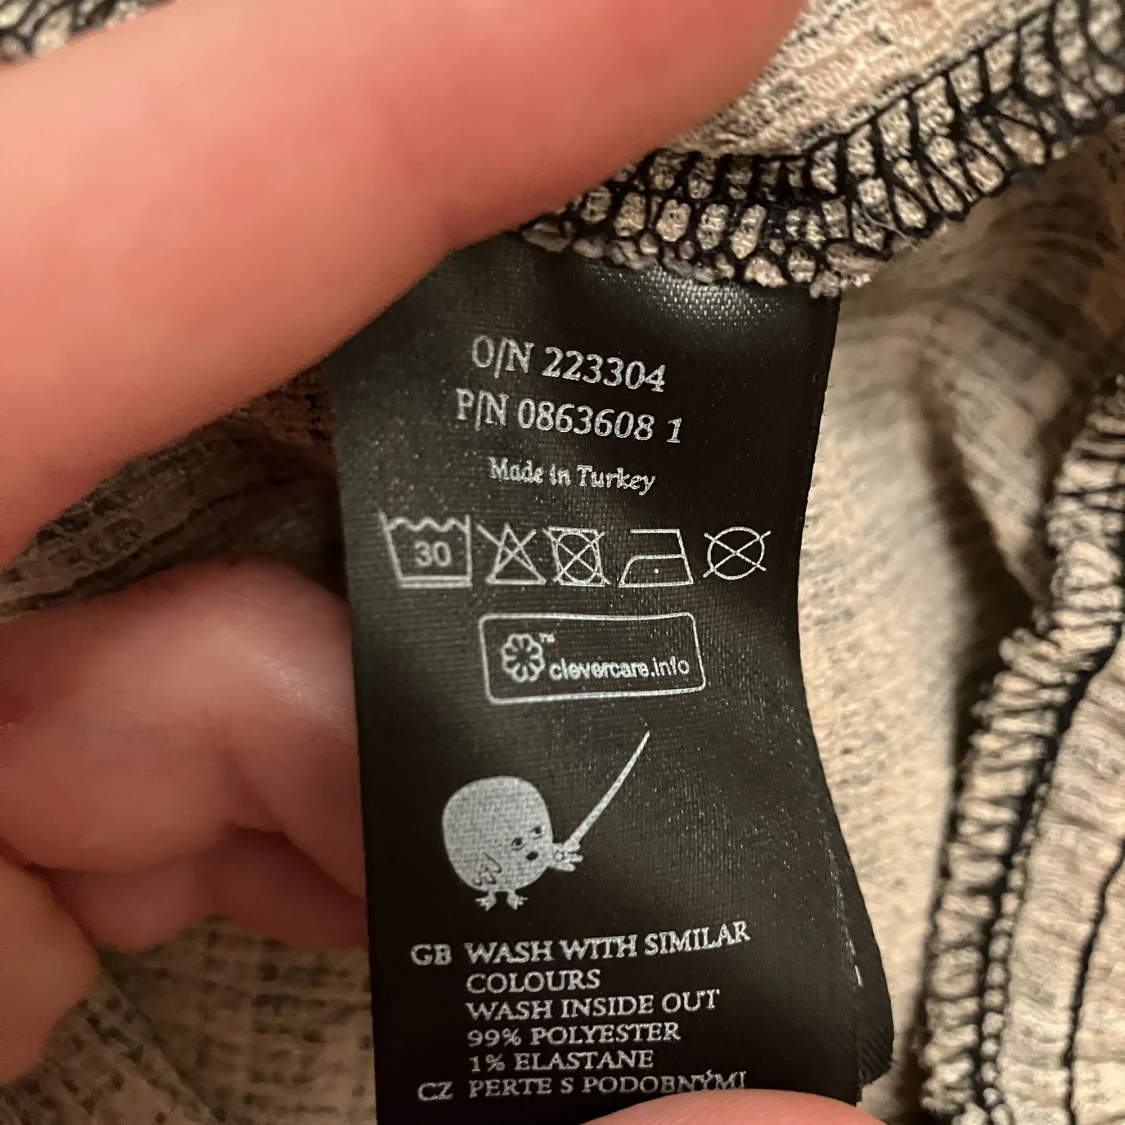 O/N 223304
P/N 0863608 1
Made in Turkey
30
™
clevercare.info
GB WASH WITH SIMILAR
COLOURS
WASH INSIDE OUT
99% POLYESTER
1% ELASTANE
CZ PERTE S PODOBNÝMI